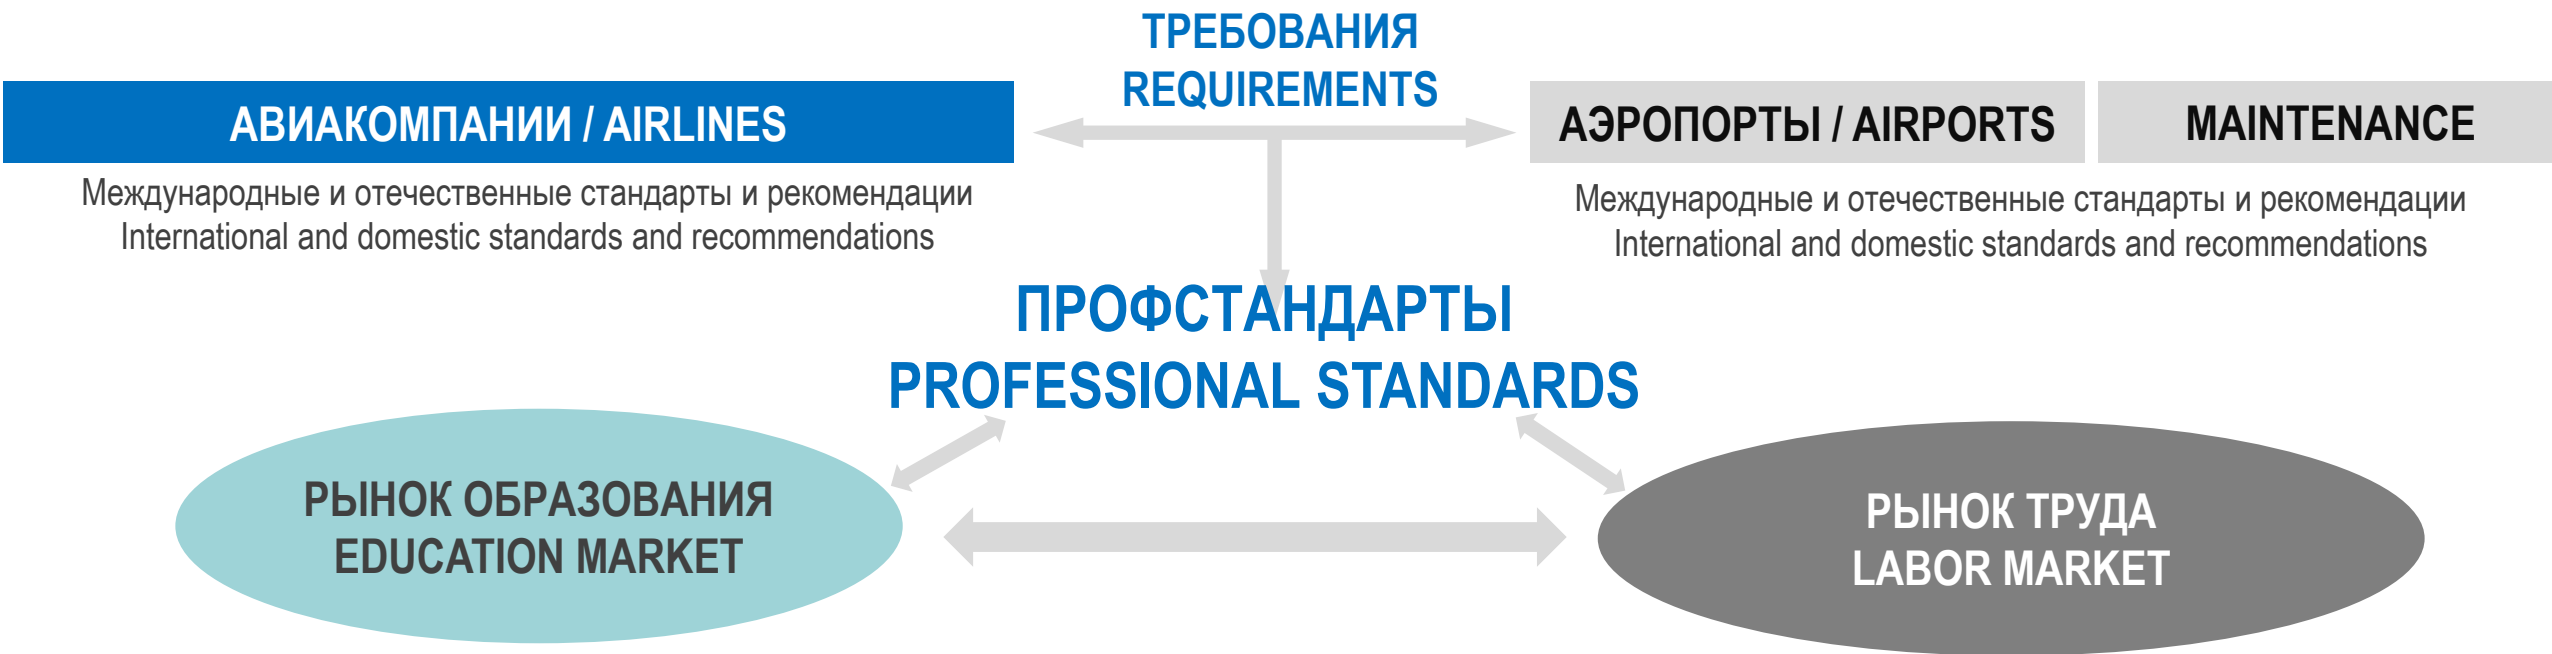 ТРЕБОВАНИЯ
REQUIREMENTS
АВИАКОМПАНИИ / AIRLINES
АЭРОПОРТЫ / AIRPORTS
MAINTENANCE
Международные и отечественные стандарты и рекомендации
International and domestic standards and recommendations
Международные и отечественные стандарты и рекомендации
International and domestic standards and recommendations
ПРОФСТАНДАРТЫ
PROFESSIONAL STANDARDS
РЫНОК ОБРАЗОВАНИЯ
EDUCATION MARKET
РЫНОК ТРУДА
LABOR MARKET